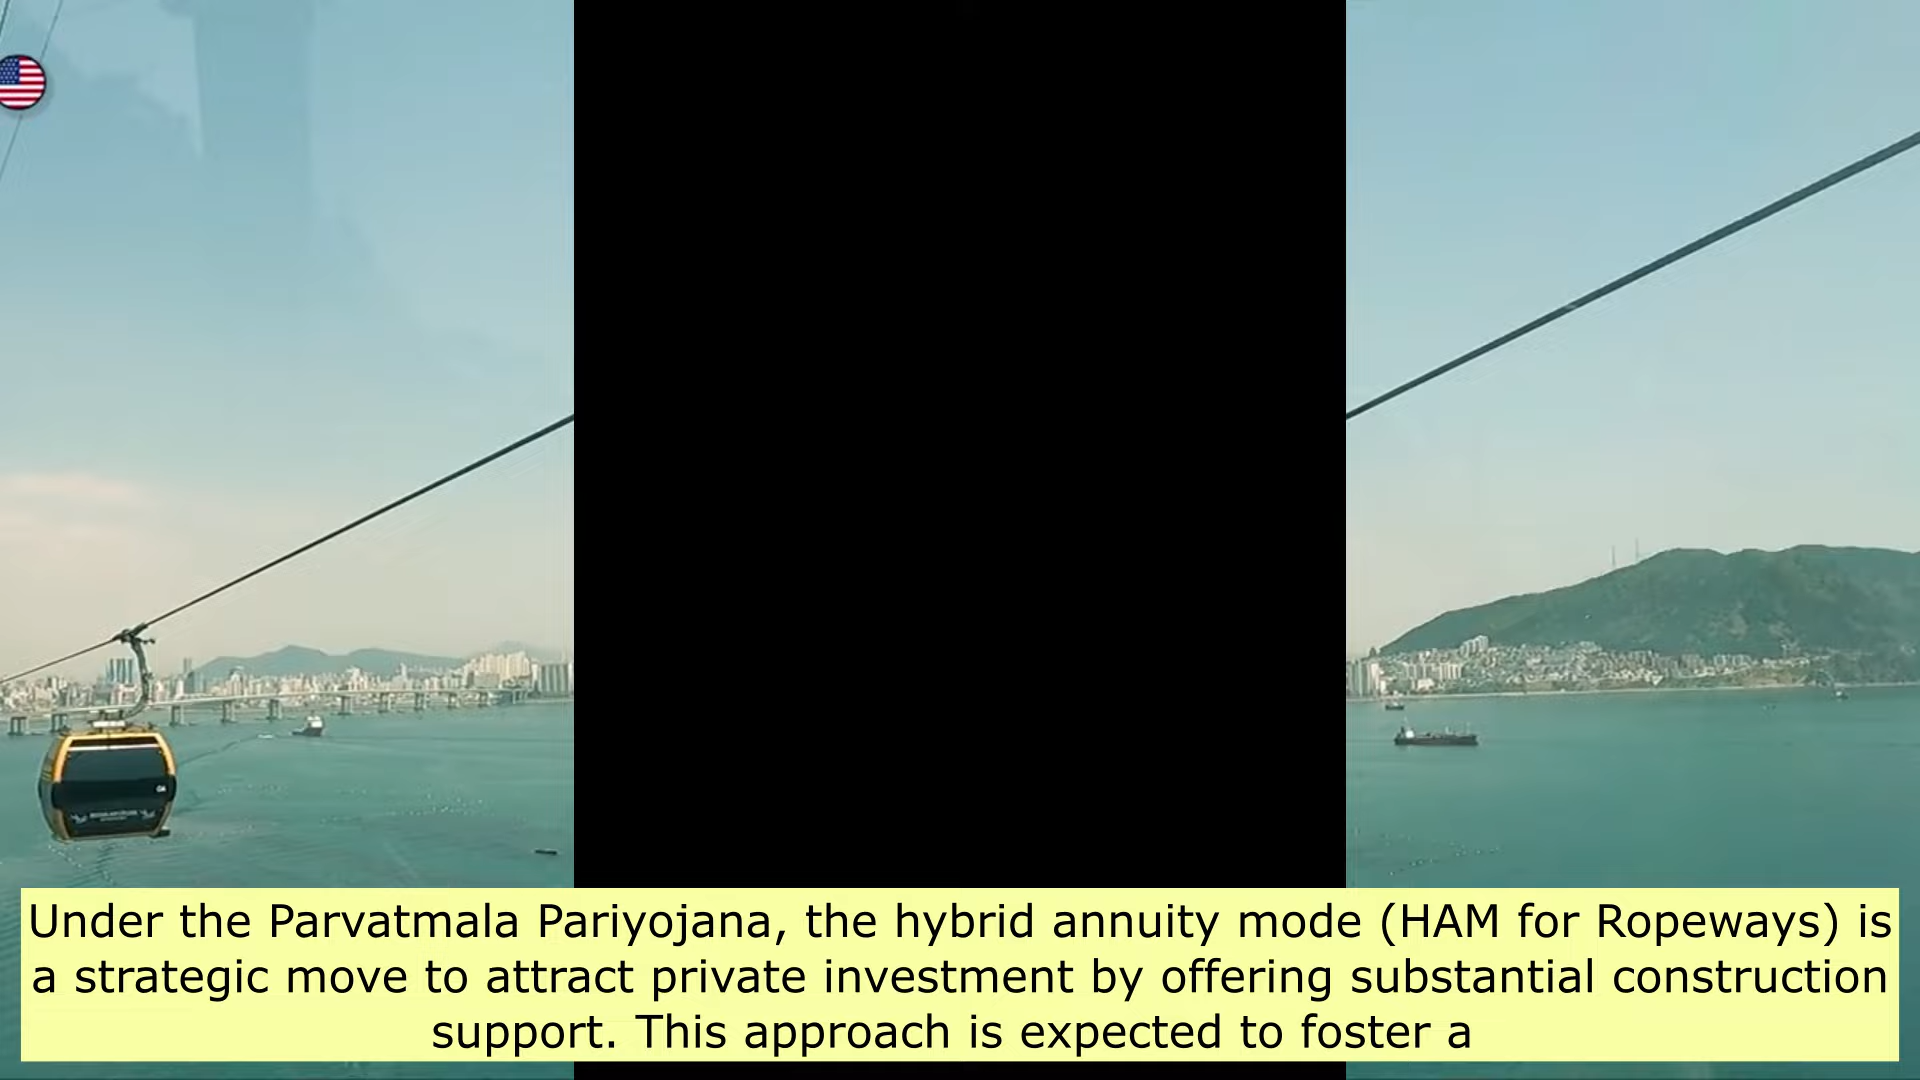 Under the Parvatmala Pariyojana, the hybrid annuity mode (HAM for Ropeways) is
a strategic move to attract private investment by offering substantial construction
support. This approach is expected to foster a